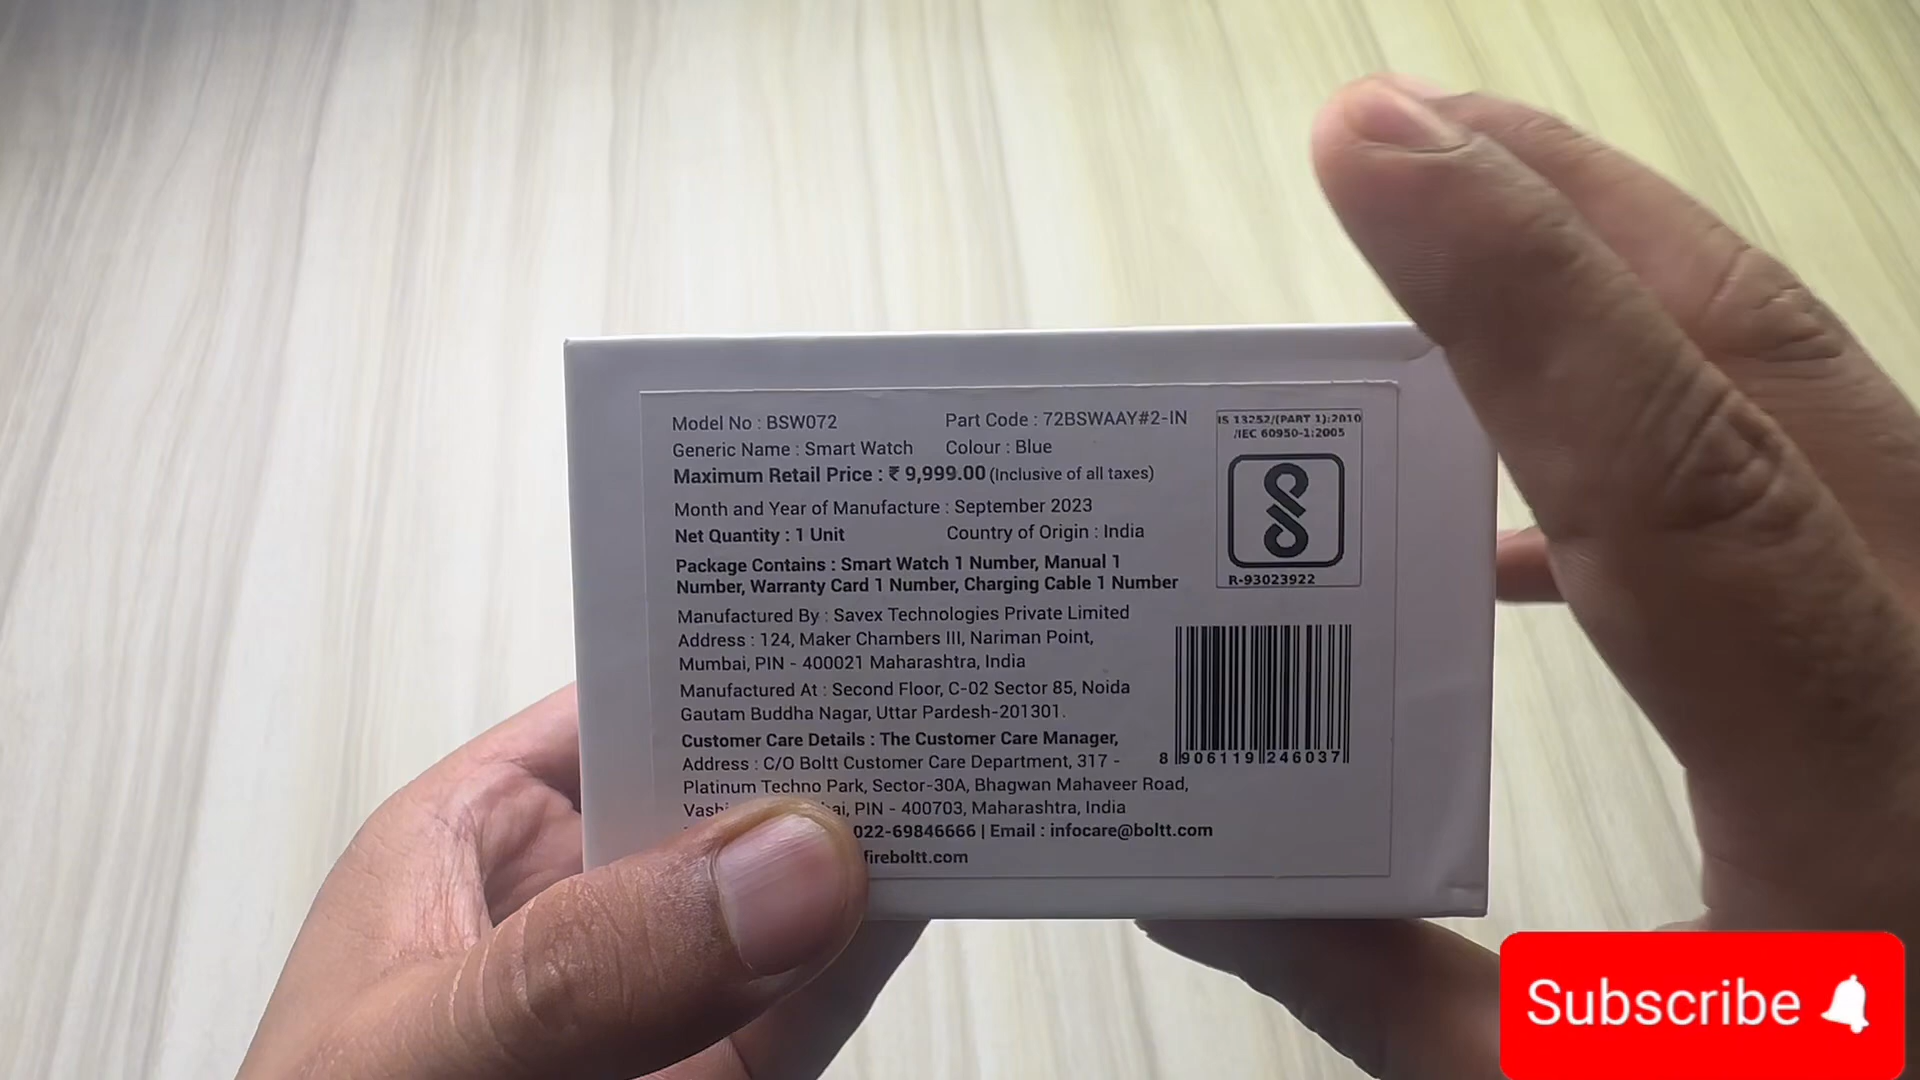 Model No : BSW072
Part Code : 72BSWAAY#2-IN
Generic Name : Smart Watch
Colour : Blue
Maximum Retail Price : ₹ 9,999.00 (Inclusive of all taxes)
Month and Year of Manufacture : September 2023
Net Quantity : 1 Unit
Country of Origin : India
Package Contains : Smart Watch 1 Number, Manual 1
Number, Warranty Card 1 Number, Charging Cable 1 Number
Manufactured By : Savex Technologies Private Limited
Address : 124, Maker Chambers III, Nariman Point,
Mumbai, PIN - 400021 Maharashtra, India
Manufactured At : Second Floor, C-02 Sector 85, Noida
Gautam Buddha Nagar, Uttar Pardesh-201301.
Customer Care Details : The Customer Care Manager,
Address : C/O Boltt Customer Care Department, 317 -
Platinum Techno Park, Sector-30A, Bhagwan Mahaveer Road,
Vashi PIN - 400703, Maharashtra, India
022-69846666 | Email : infocare@boltt.com
fireboltt.com
IS 13252/(PART 1):2010
/IEC 60950-1:2005
R-93023922
8 906119 246037
Subscribe